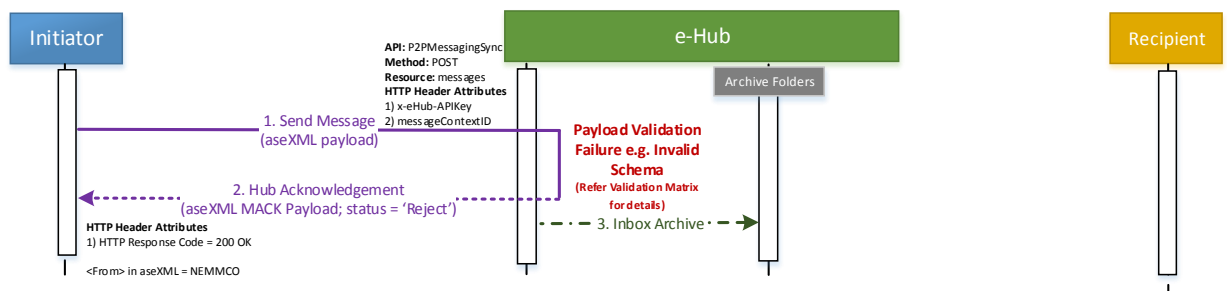 Initiator
e-Hub
Recipient
API: P2PMessagingSync
Method: POST
Resource: messages
HTTP Header Attributes
1) x-eHub-APIKey
2) messageContextID
Archive Folders
1. Send Message
(aseXML payload)
Payload Validation
Failure e.g. Invalid
Schema
(Refer Validation Matrix
for details)
2. Hub Acknowledgement
(aseXML MACK Payload; status = ‘Reject’)
3. Inbox Archive
HTTP Header Attributes
1) HTTP Response Code = 200 OK
<From> in aseXML = NEMMCO